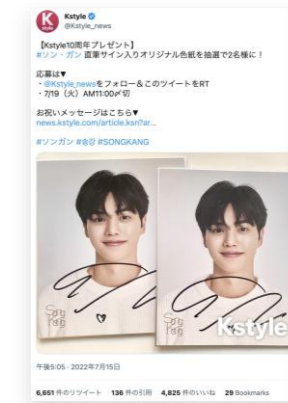 Kstyle
@Kstyle_news
【Kstyle10周年プレゼント】
#ソン・ガン 直筆サイン入りオリジナル色紙を抽選で2名様に！
応募は▼
・@Kstyle_newsをフォロー＆このツイートをRT
・7/19（火）AM11:00〆切
お祝いメッセージはこちら▼
news.kstyle.com/article.ksn?ar...
#ソンガン #송강 #SONGKANG
Kstyle
午後5:05 · 2022年7月15日
6,651 件のリツイート 136 件の引用 4,825 件のいいね 29 Bookmarks